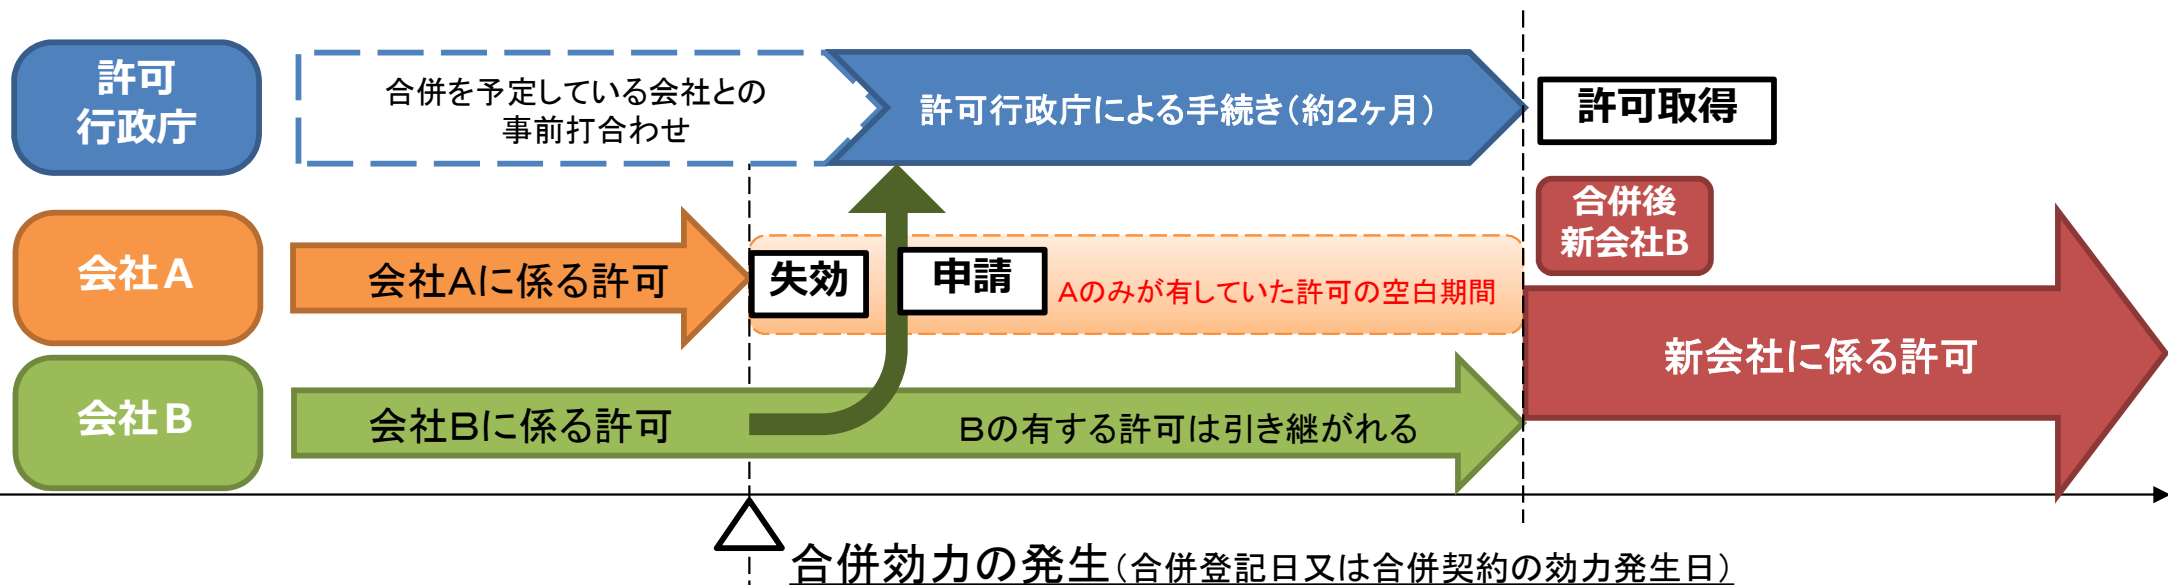 許可
行政庁
合併を予定している会社との
事前打合わせ
許可行政庁による手続き(約2ヶ月)
許可取得
会社A
会社Aに係る許可
失効
申請
Aのみが有していた許可の空白期間
合併後
新会社B
新会社に係る許可
会社B
会社Bに係る許可
Bの有する許可は引き継がれる
合併効力の発生(合併登記日又は合併契約の効力発生日)